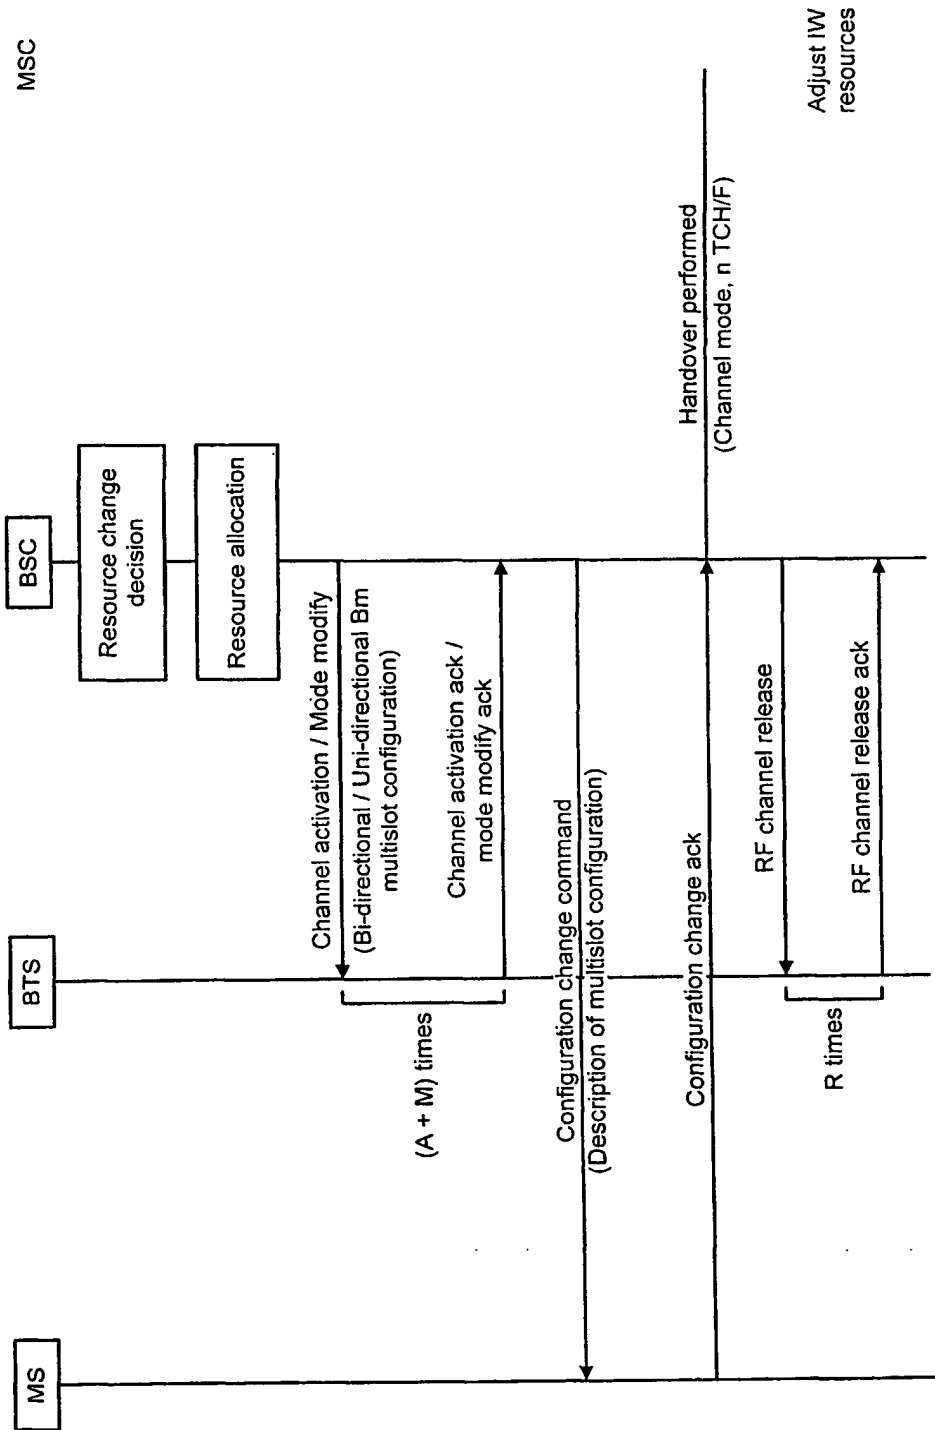 MS
BTS
BSC
MSC
Resource change
decision
Resource allocation
Channel activation / Mode modify
(Bi-directional / Uni-directional Bm
multislot configuration)
(A + M) times
Channel activation ack /
mode modify ack
Configuration change command
(Description of multislot configuration)
Configuration change ack
Handover performed
(Channel mode, n TCH/F)
RF channel release
R times
RF channel release ack
Adjust IW
resources